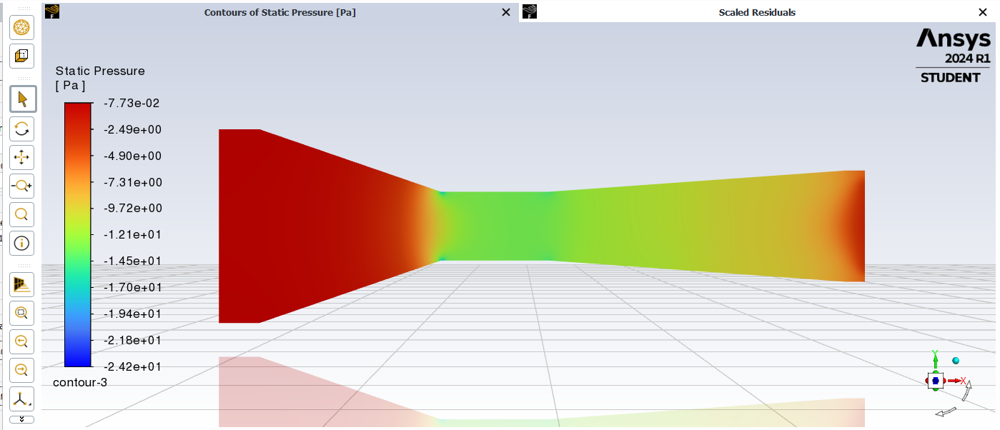 Contours of Static Pressure [Pa]
Scaled Residuals
Ansys
2024 R1
STUDENT
Static Pressure
[ Pa ]
-7.73e-02
-2.49e+00
-4.90e+00
-7.31e+00
-9.72e+00
-1.21e+01
-1.45e+01
-1.70e+01
-1.94e+01
-2.18e+01
-2.42e+01
contour-3
Y
X